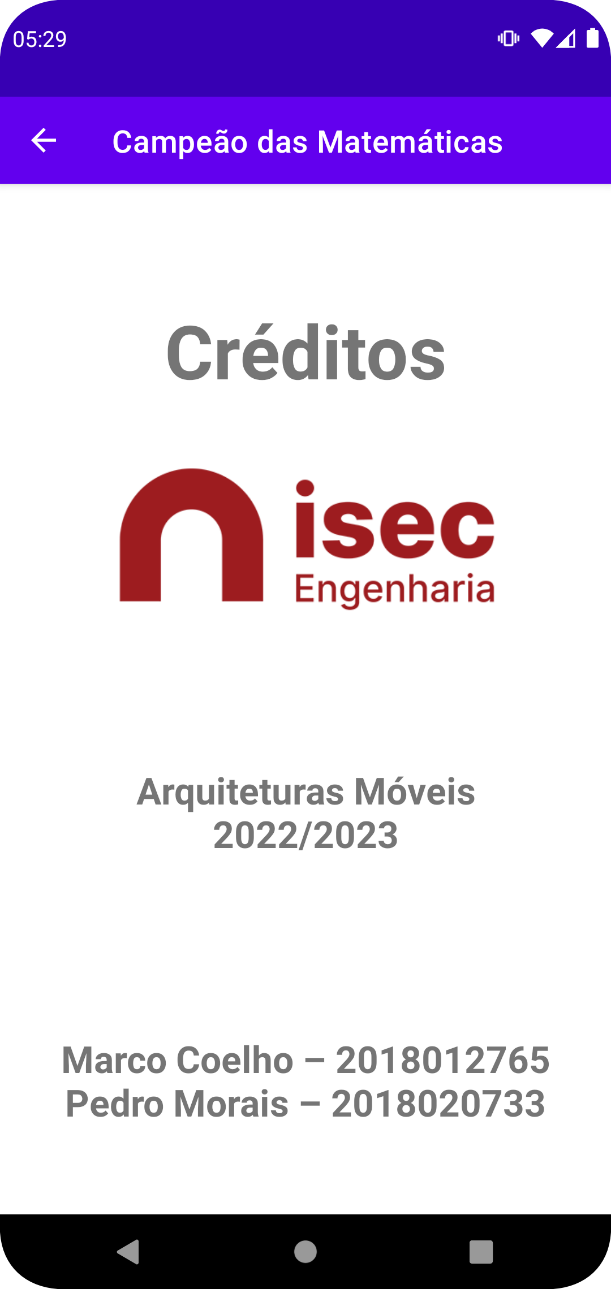 05:29
Campeão das Matemáticas
Créditos
isec
Engenharia
Arquiteturas Móveis
2022/2023
Marco Coelho – 2018012765
Pedro Morais – 2018020733